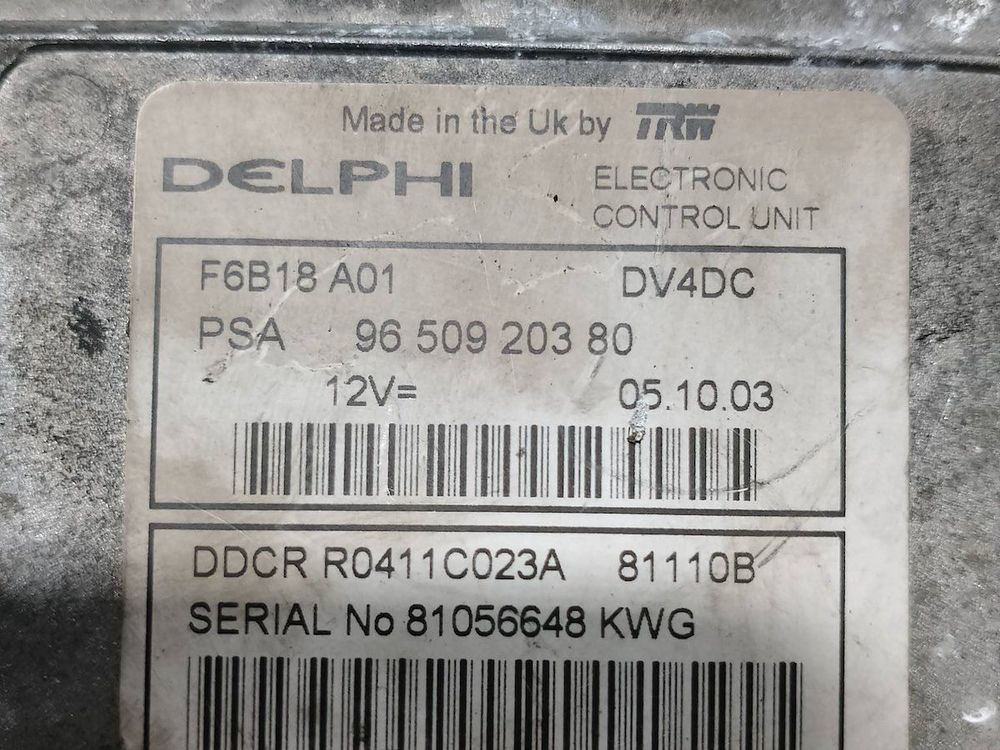 Made in the Uk by TRW
DELPHI
ELECTRONIC
CONTROL UNIT
F6B18 A01 DV4DC
PSA 96 509 203 80
12V= 05.10.03
DDCR R0411C023A 81110B
SERIAL No 81056648 KWG